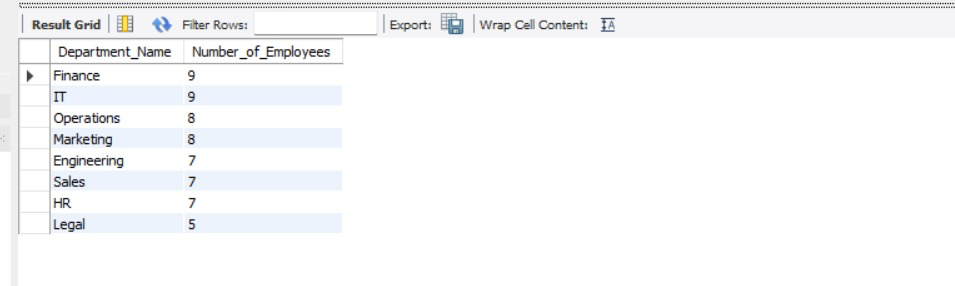 Result Grid Filter Rows: Export: Wrap Cell Content: IA
Department_Name Number_of_Employees
Finance 9
IT 9
Operations 8
Marketing 8
Engineering 7
Sales 7
HR 7
Legal 5